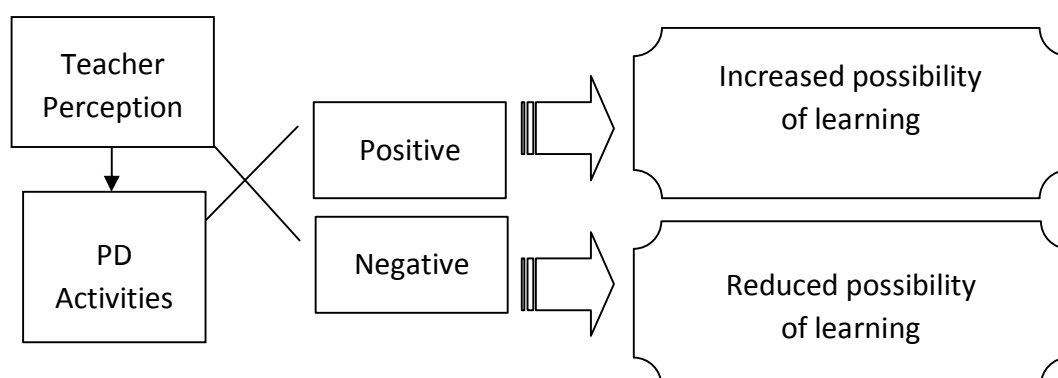 Teacher
Perception
PD
Activities
Positive
Negative
Increased possibility
of learning
Reduced possibility
of learning